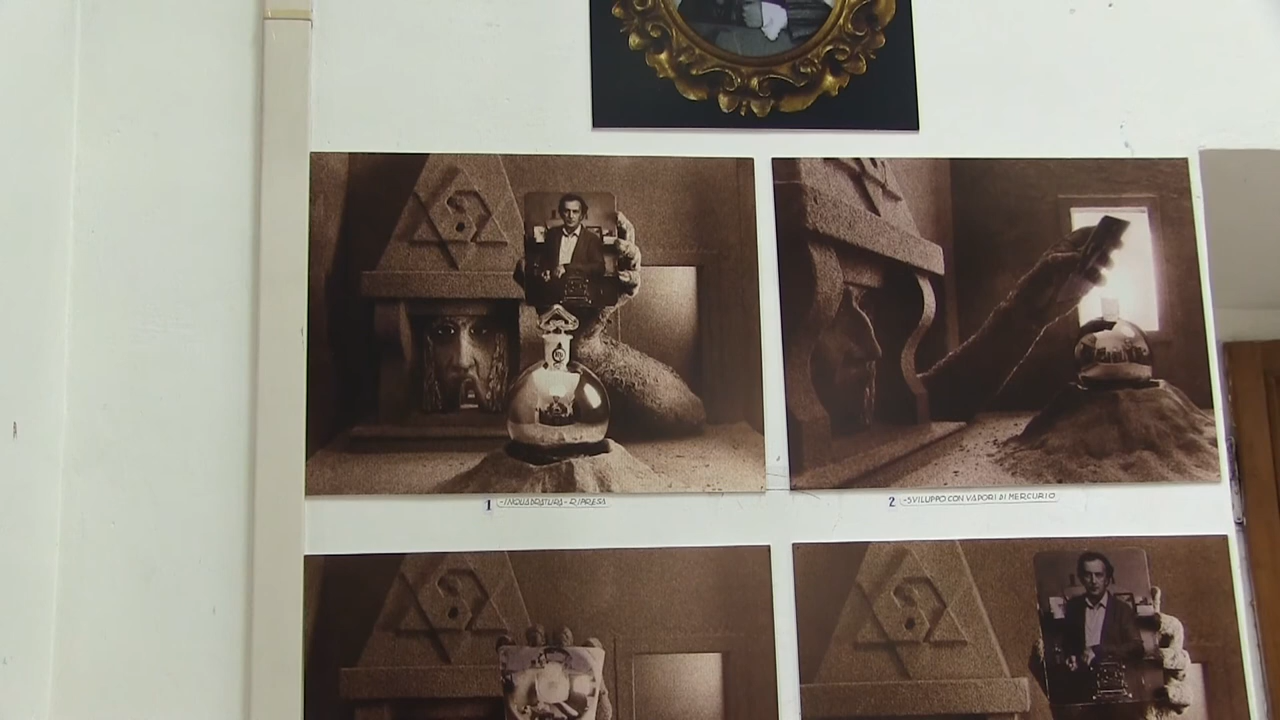 1 -INQUADRATURA-RIPRESA
2 -SVILUPPO CON VAPORI DI MERCURIO